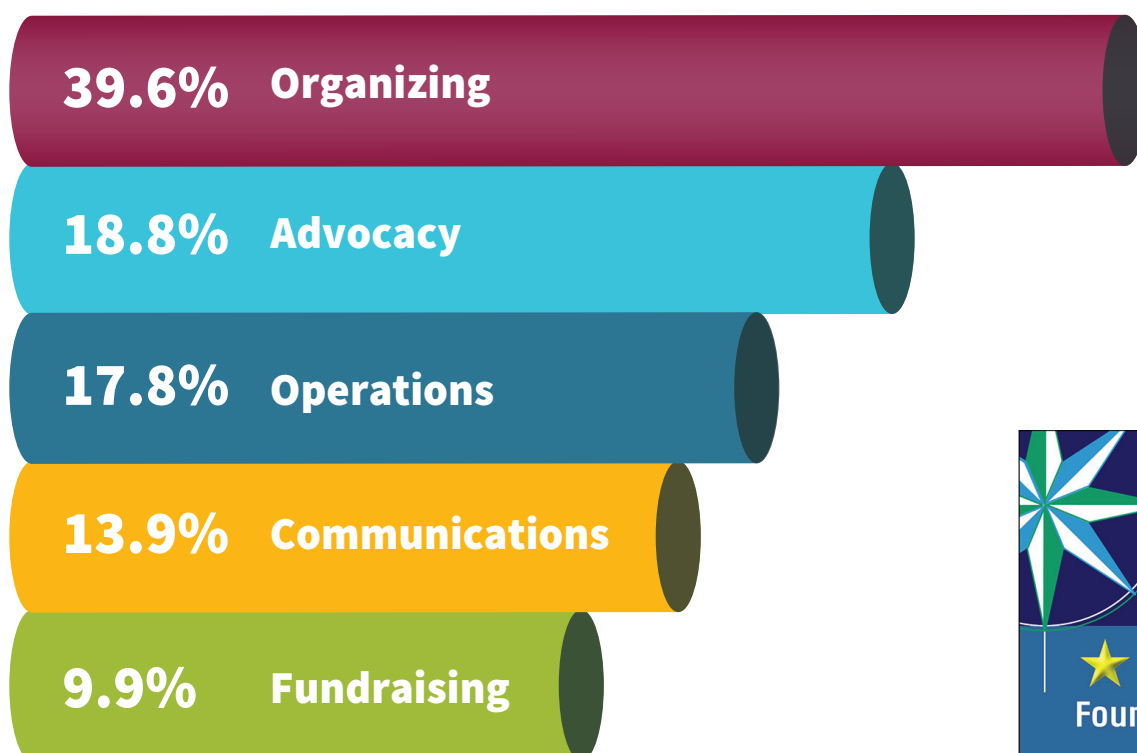 39.6% Organizing
18.8% Advocacy
17.8% Operations
13.9% Communications
9.9% Fundraising